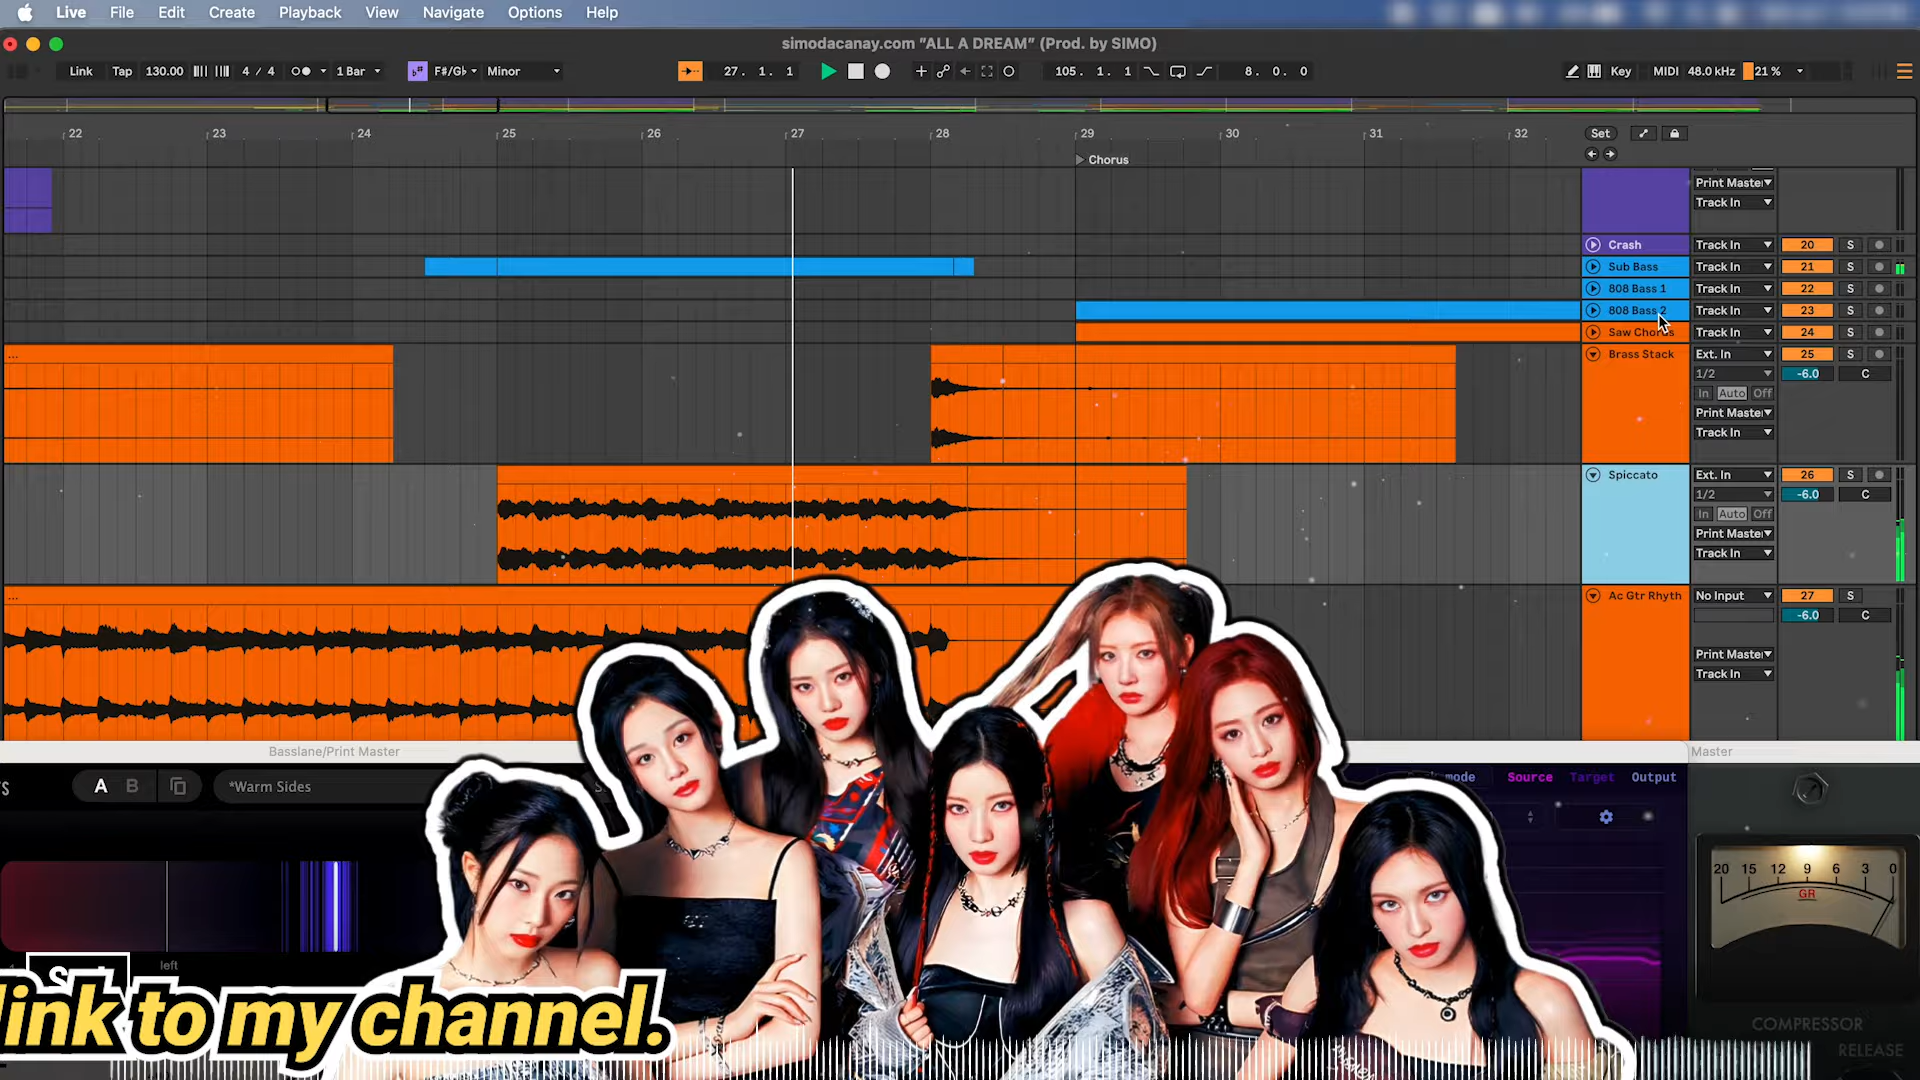 Live File Edit Create Playback View Navigate Options Help
simodacanay.com "ALL A DREAM" (Prod. by SIMO)
Link Tap 130.00 4 / 4 1 Bar F#/G♭ Minor 27. 1. 1 105. 1. 1 8. 0. 0 Key MIDI 48.0 kHz 21 %
22 23 24 25 26 27 28 29 30 31 32 Set
Chorus
Print Master
Track In
Crash Track In 20 S
Sub Bass Track In 21 S
808 Bass 1 Track In 22 S
808 Bass 2 Track In 23 S
Saw Chorus Track In 24 S
... Brass Stack Ext. In 25 S
1/2 -6.0 C
In Auto Off
Print Master
Track In
Spiccato Ext. In 26 S
1/2 -6.0 C
In Auto Off
Print Master
Track In
... Ac Gtr Rhyth No Input 27 S
-6.0 C
Print Master
Track In
Basslane/Print Master Master
A B *Warm Sides mode Source Target Output
20 15 12 9 6 3 0
GR
left
link to my channel.
COMPRESSOR
RELEASE